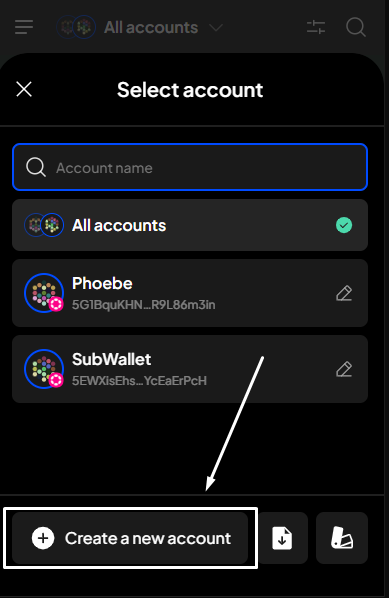 All accounts
Select account
Account name
All accounts
Phoebe
5G1BquKHN...R9L86m3in
SubWallet
5EWXisEhs...YcEaErPcH
Create a new account